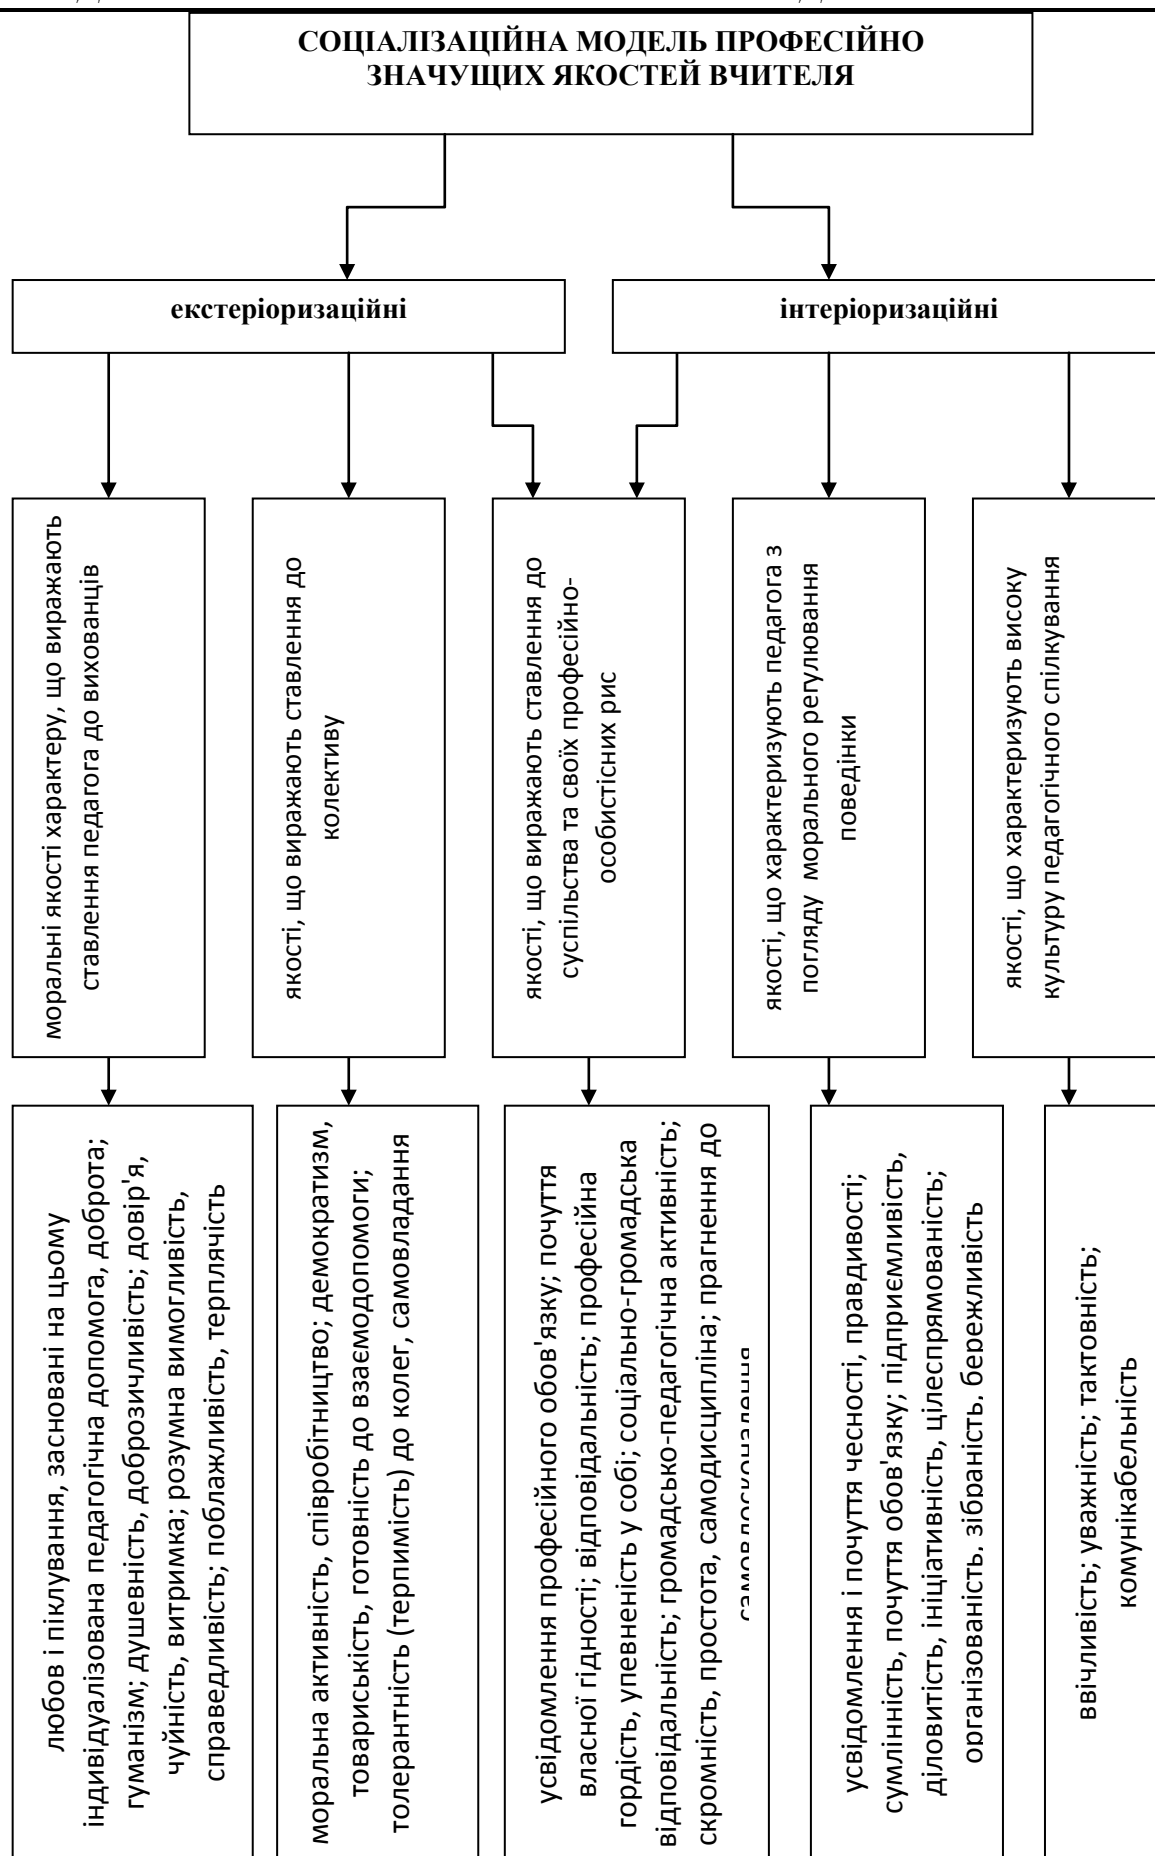 СОЦІАЛІЗАЦІЙНА МОДЕЛЬ ПРОФЕСІЙНО
ЗНАЧУЩИХ ЯКОСТЕЙ ВЧИТЕЛЯ
екстеріоризаційні
інтеріоризаційні
моральні якості характеру, що виражають
ставлення педагога до вихованців
якості, що виражають ставлення до
колективу
якості, що виражають ставлення до
суспільства та своїх професійно-
особистісних рис
якості, що характеризують педагога з
погляду морального регулювання
поведінки
якості, що характеризують високу
культуру педагогічного спілкування
любов і піклування, засновані на цьому
індивідуалізована педагогічна допомога, доброта;
гуманізм; душевність, доброзичливість; довір'я,
чуйність, витримка; розумна вимогливість,
справедливість; поблажливість, терплячість
моральна активність, співробітництво; демократизм,
товариськість, готовність до взаємодопомоги;
толерантність (терпимість) до колег, самовладання
усвідомлення професійного обов'язку; почуття
власної гідності; відповідальність; професійна
гордість, упевненість у собі; соціально-громадська
відповідальність; громадсько-педагогічна активність;
скромність, простота, самодисципліна; прагнення до
самовдосконалення
усвідомлення і почуття чесності, правдивості;
сумлінність, почуття обов'язку; підприємливість,
діловитість, ініціативність, цілеспрямованість;
організованість, зібраність, бережливість
ввічливість; уважність; тактовність;
комунікабельність